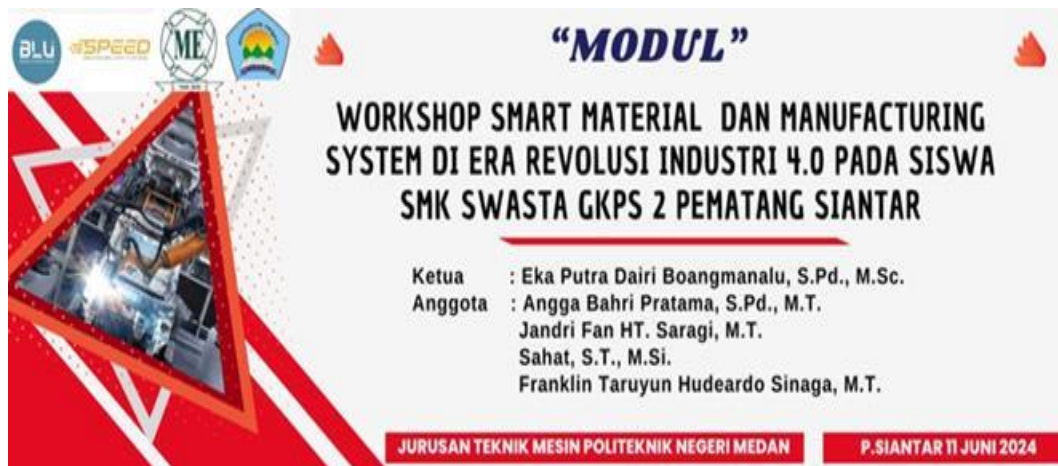 BLU
SPEED
ME
“MODUL”
WORKSHOP SMART MATERIAL DAN MANUFACTURING
SYSTEM DI ERA REVOLUSI INDUSTRI 4.0 PADA SISWA
SMK SWASTA GKPS 2 PEMATANG SIANTAR
Ketua : Eka Putra Dairi Boangmanalu, S.Pd., M.Sc.
Anggota : Angga Bahri Pratama, S.Pd., M.T.
Jandri Fan HT. Saragi, M.T.
Sahat, S.T., M.Si.
Franklin Taruyun Hudeardo Sinaga, M.T.
JURUSAN TEKNIK MESIN POLITEKNIK NEGERI MEDAN
P.SIANTAR 11 JUNI 2024